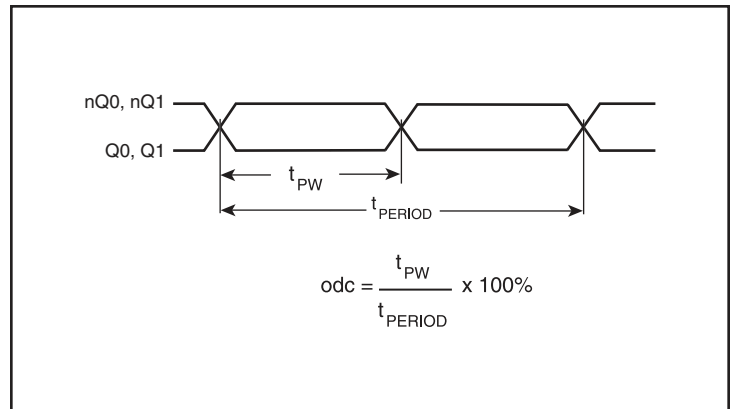 nQ0, nQ1
Q0, Q1
tPW
tPERIOD
odc = tPW / tPERIOD x 100%